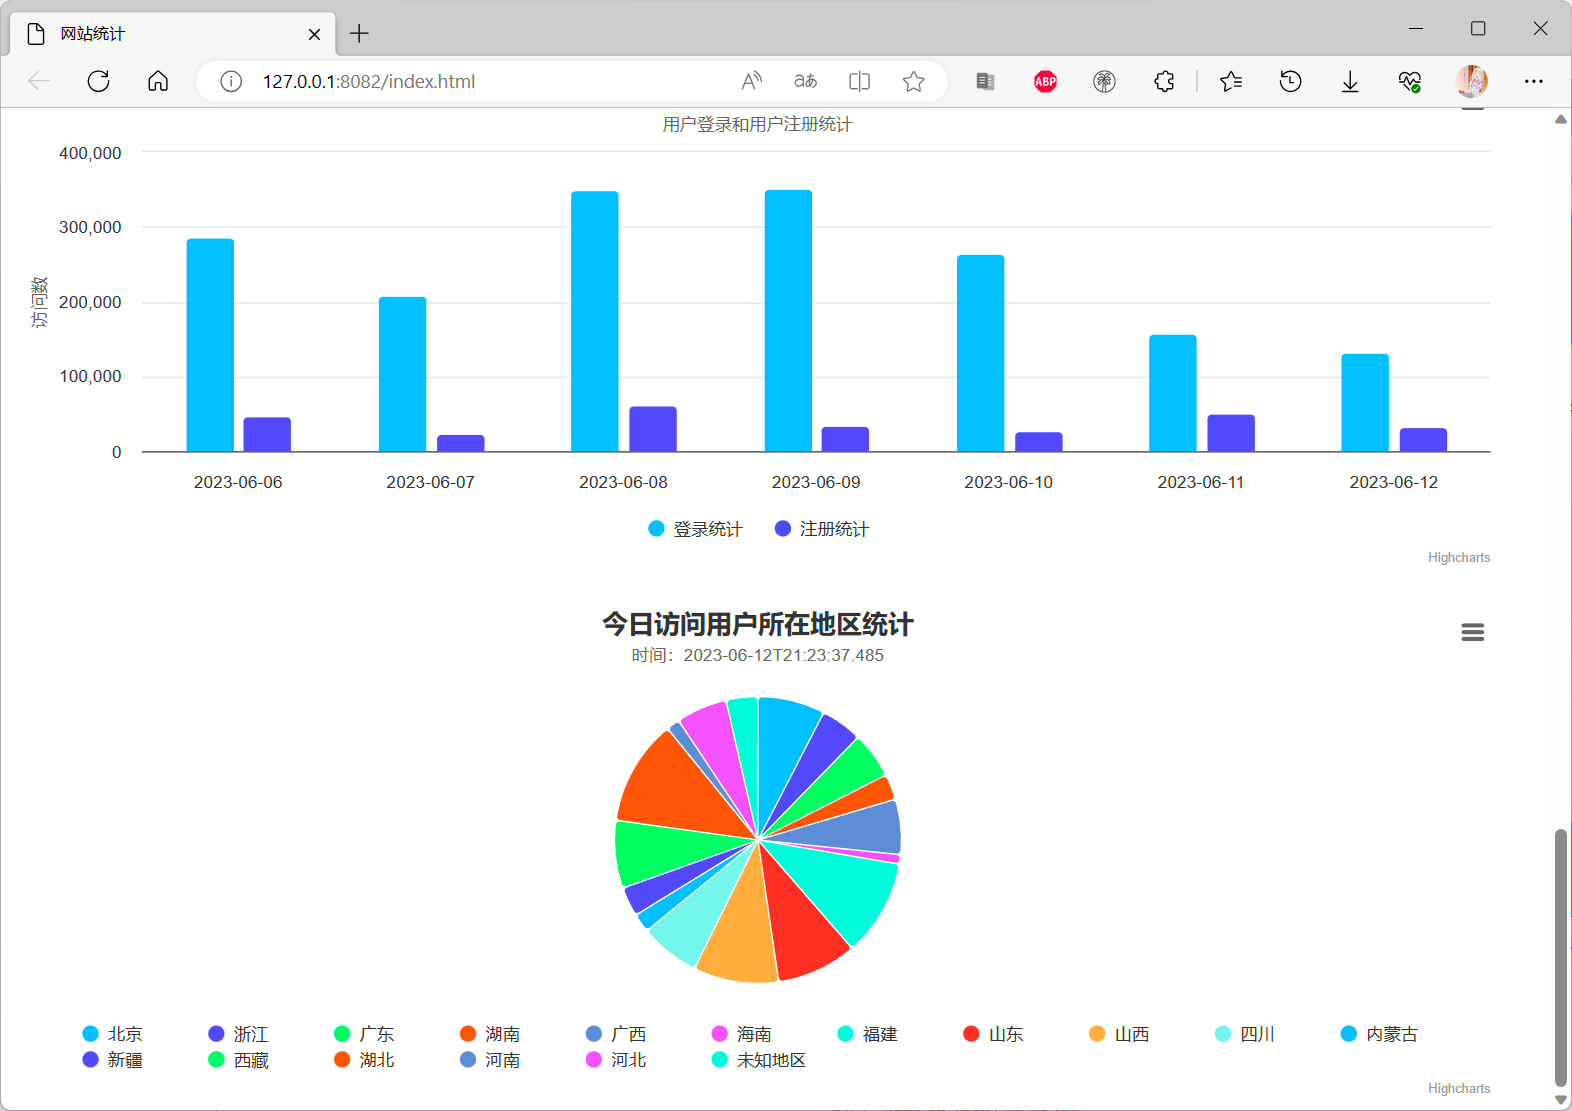 网站统计
127.0.0.1:8082/index.html
A aあ ABP
用户登录和用户注册统计
访问数
400,000
300,000
200,000
100,000
0
2023-06-06 2023-06-07 2023-06-08 2023-06-09 2023-06-10 2023-06-11 2023-06-12
登录统计 注册统计
Highcharts
今日访问用户所在地区统计
时间：2023-06-12T21:23:37.485
北京 浙江 广东 湖南 广西 海南 福建 山东 山西 四川 内蒙古
新疆 西藏 湖北 河南 河北 未知地区
Highcharts